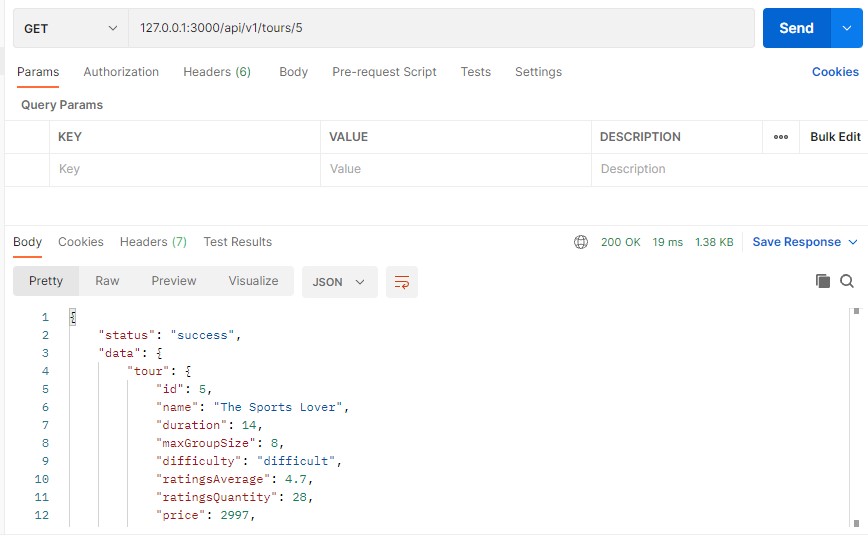 GET 127.0.0.1:3000/api/v1/tours/5 Send
Params Authorization Headers (6) Body Pre-request Script Tests Settings Cookies
Query Params
KEY VALUE DESCRIPTION ooo Bulk Edit
Key Value Description
Body Cookies Headers (7) Test Results 200 OK 19 ms 1.38 KB Save Response
Pretty Raw Preview Visualize JSON
1 {
2 "status": "success",
3 "data": {
4 "tour": {
5 "id": 5,
6 "name": "The Sports Lover",
7 "duration": 14,
8 "maxGroupSize": 8,
9 "difficulty": "difficult",
10 "ratingsAverage": 4.7,
11 "ratingsQuantity": 28,
12 "price": 2997,